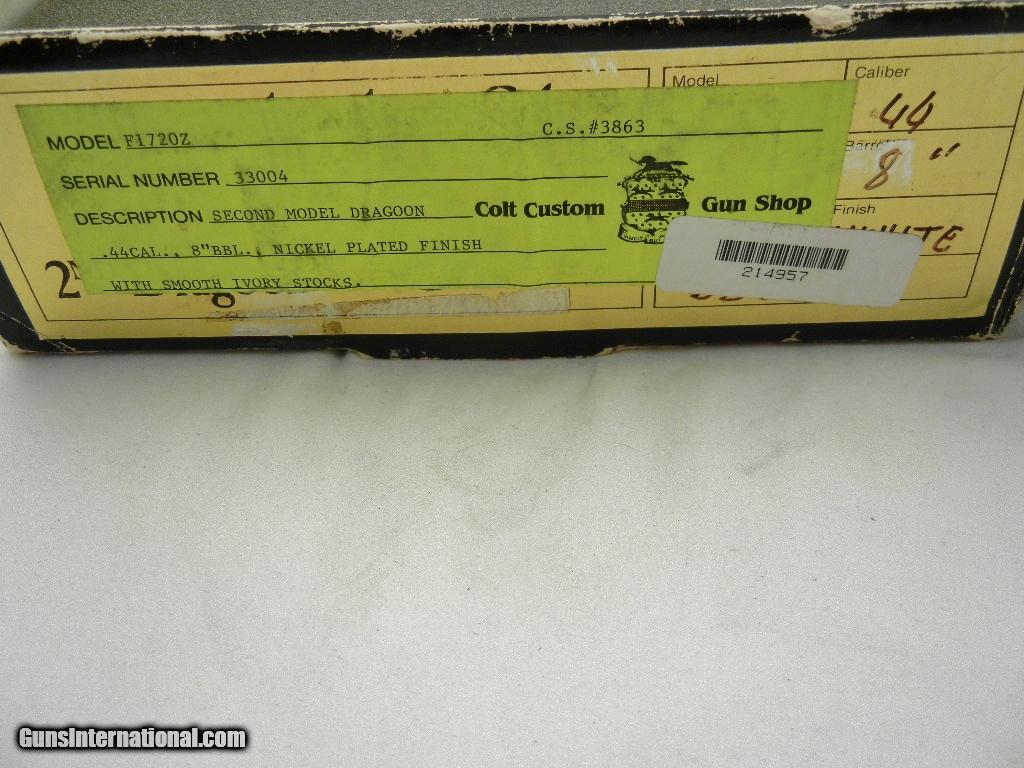 Model
Caliber
44
MODEL F1720Z C.S.#3863
8"
SERIAL NUMBER 33004
DESCRIPTION SECOND MODEL DRAGOON
Colt Custom Gun Shop
Finish
.44CAL., 8"BBL., NICKEL PLATED FINISH
WITH SMOOTH IVORY STOCKS.
214957
GunsInternational.com